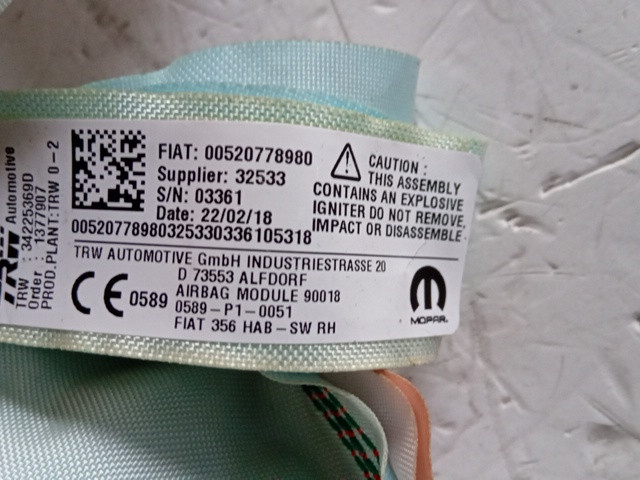 FIAT: 00520778980
Supplier: 32533
S/N: 03361
Date: 22/02/18
00520778980325330336105318
CAUTION :
THIS ASSEMBLY
CONTAINS AN EXPLOSIVE
IGNITER DO NOT REMOVE,
IMPACT OR DISASSEMBLE
TRW AUTOMOTIVE GmbH INDUSTRIESTRASSE 20
D 73553 ALFDORF
CE 0589
AIRBAG MODULE 90018
0589-P1-0051
FIAT 356 HAB-SW RH
MOPAR
TRW Automotive
TRW : 34225369D
Order : 1377907
PROD.PLANT:TRW 0-2